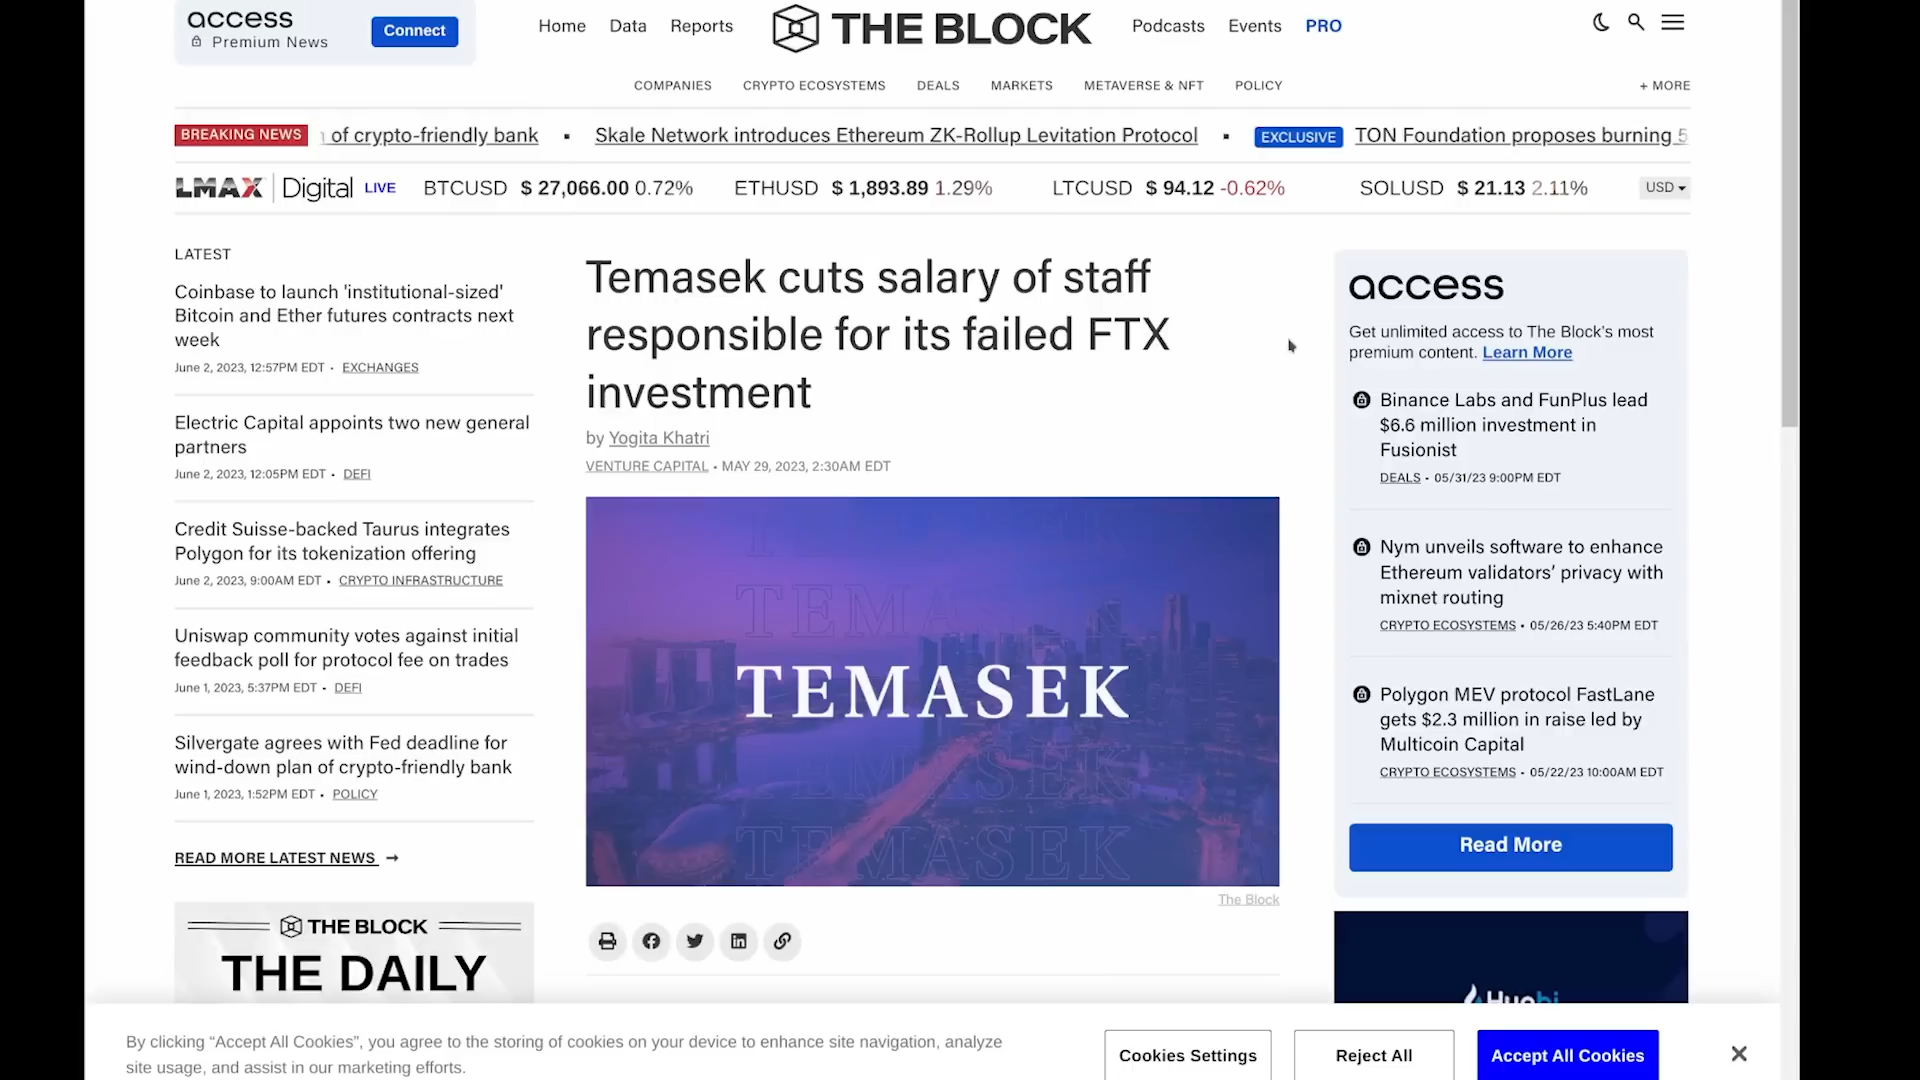 access
Premium News
Connect
Home Data Reports
THE BLOCK
Podcasts Events PRO
COMPANIES CRYPTO ECOSYSTEMS DEALS MARKETS METAVERSE & NFT POLICY + MORE
BREAKING NEWS of crypto-friendly bank ▪ Skale Network introduces Ethereum ZK-Rollup Levitation Protocol ▪ EXCLUSIVE TON Foundation proposes burning 5
LMAX Digital LIVE BTCUSD $ 27,066.00 0.72% ETHUSD $ 1,893.89 1.29% LTCUSD $ 94.12 -0.62% SOLUSD $ 21.13 2.11% USD
LATEST
Coinbase to launch 'institutional-sized'
Bitcoin and Ether futures contracts next
week
June 2, 2023, 12:57PM EDT • EXCHANGES
Electric Capital appoints two new general
partners
June 2, 2023, 12:05PM EDT • DEFI
Credit Suisse-backed Taurus integrates
Polygon for its tokenization offering
June 2, 2023, 9:00AM EDT • CRYPTO INFRASTRUCTURE
Uniswap community votes against initial
feedback poll for protocol fee on trades
June 1, 2023, 5:37PM EDT • DEFI
Silvergate agrees with Fed deadline for
wind-down plan of crypto-friendly bank
June 1, 2023, 1:52PM EDT • POLICY
READ MORE LATEST NEWS →
THE BLOCK
THE DAILY
Temasek cuts salary of staff
responsible for its failed FTX
investment
by Yogita Khatri
VENTURE CAPITAL • MAY 29, 2023, 2:30AM EDT
TEMASEK
TEMASEK
TEMASEK
TEMASEK
The Block
access
Get unlimited access to The Block's most
premium content. Learn More
Binance Labs and FunPlus lead
$6.6 million investment in
Fusionist
DEALS • 05/31/23 9:00PM EDT
Nym unveils software to enhance
Ethereum validators’ privacy with
mixnet routing
CRYPTO ECOSYSTEMS • 05/26/23 5:40PM EDT
Polygon MEV protocol FastLane
gets $2.3 million in raise led by
Multicoin Capital
CRYPTO ECOSYSTEMS • 05/22/23 10:00AM EDT
Read More
Huobi
By clicking “Accept All Cookies”, you agree to the storing of cookies on your device to enhance site navigation, analyze
site usage, and assist in our marketing efforts.
Cookies Settings
Reject All
Accept All Cookies